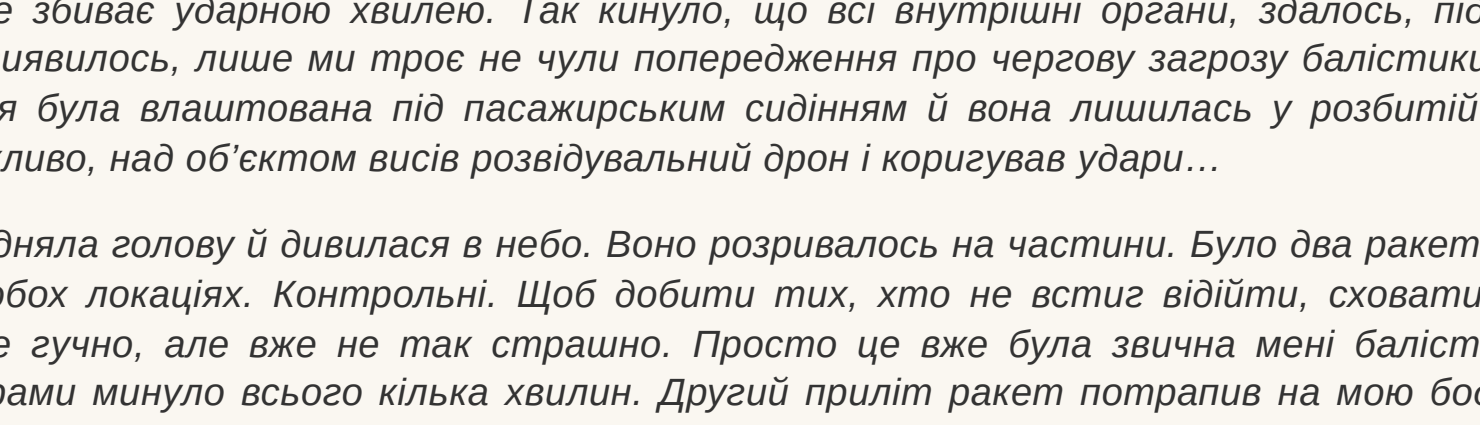 збиває ударною хвилею. Так кинуло, що всі внутрішні органи, здалось,
лише ми троє не чули попередження про чергову загрозу балістики
була влаштована під пасажирським сидінням й вона лишилась у розбитій
над об’єктом висів розвідувальний дрон і коригував удари…
голову й дивилася в небо. Воно розривалось на частини. Було два
локаціях. Контрольні. Щоб добити тих, хто не встиг відійти,
гучно, але вже не так страшно. Просто це вже була звична мені
минуло всього кілька хвилин. Другий приліт ракет потрапив на мою